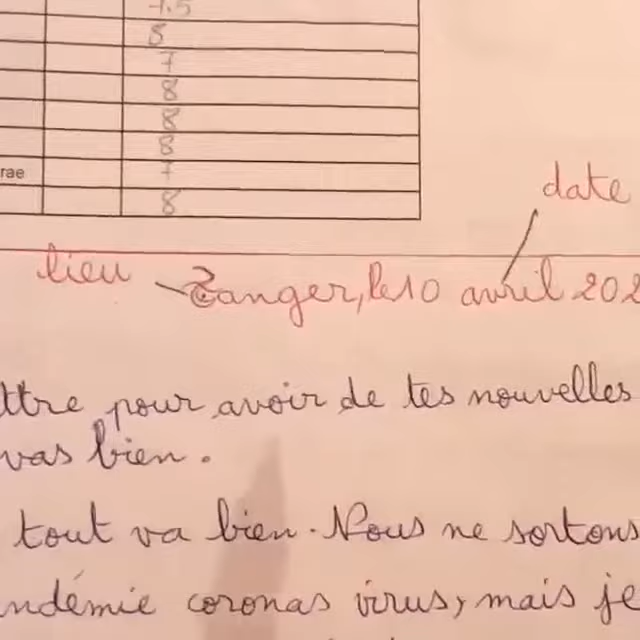 7.5
8
7
8
8
8
rae 7
8
date
lieu
Tanger, le 10 avril 202
ttre pour avoir de tes nouvelles
vas bien.
tout va bien. Nous ne sortons
ndémie coronas virus, mais je